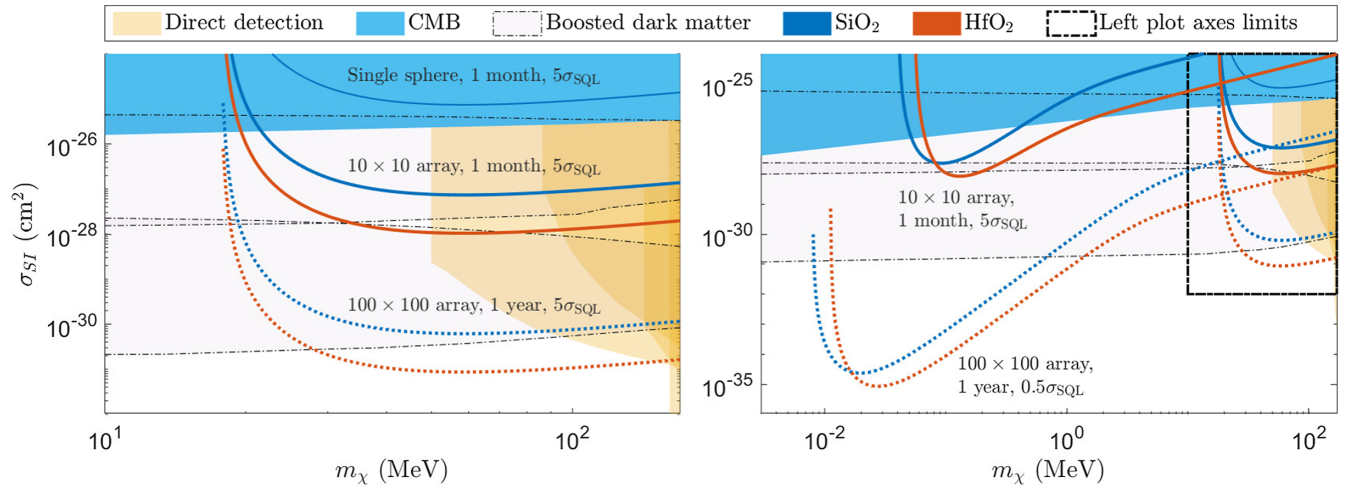 Direct detection CMB Boosted dark matter SiO₂ HfO₂ Left plot axes limits
Single sphere, 1 month, 5σ_SQL
10 × 10 array, 1 month, 5σ_SQL
100 × 100 array, 1 year, 5σ_SQL
10⁻²⁶
10⁻²⁸
10⁻³⁰
σ_SI (cm²)
10¹ 10²
m_χ (MeV)
10⁻²⁵
10⁻³⁰
10⁻³⁵
10 × 10 array,
1 month, 5σ_SQL
100 × 100 array,
1 year, 0.5σ_SQL
10⁻² 10⁰ 10²
m_χ (MeV)